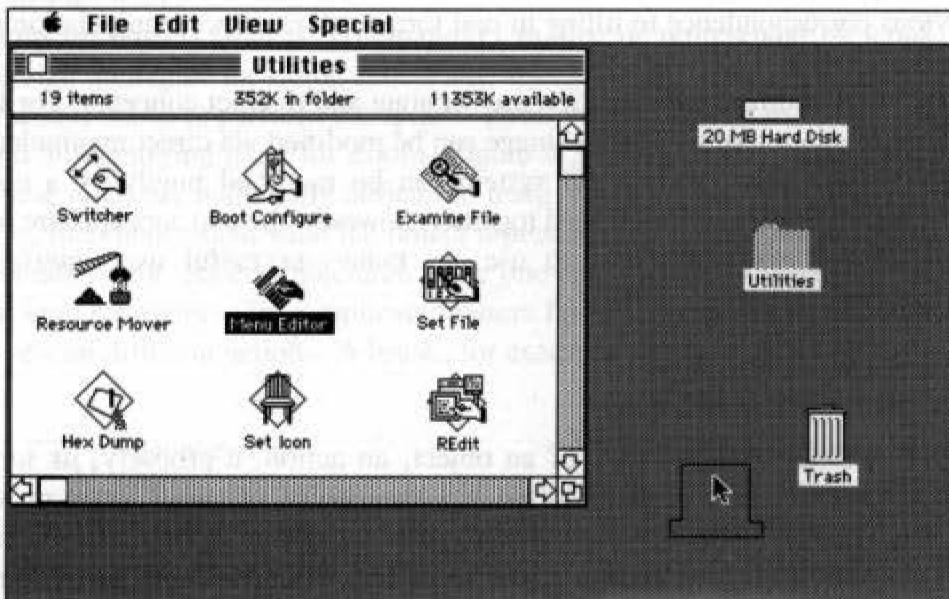 File Edit View Special
Utilities
19 items 352K in folder 11353K available
Switcher Boot Configure Examine File
Resource Mover Menu Editor Set File
Hex Dump Set Icon REdit
20 MB Hard Disk
Utilities
Trash